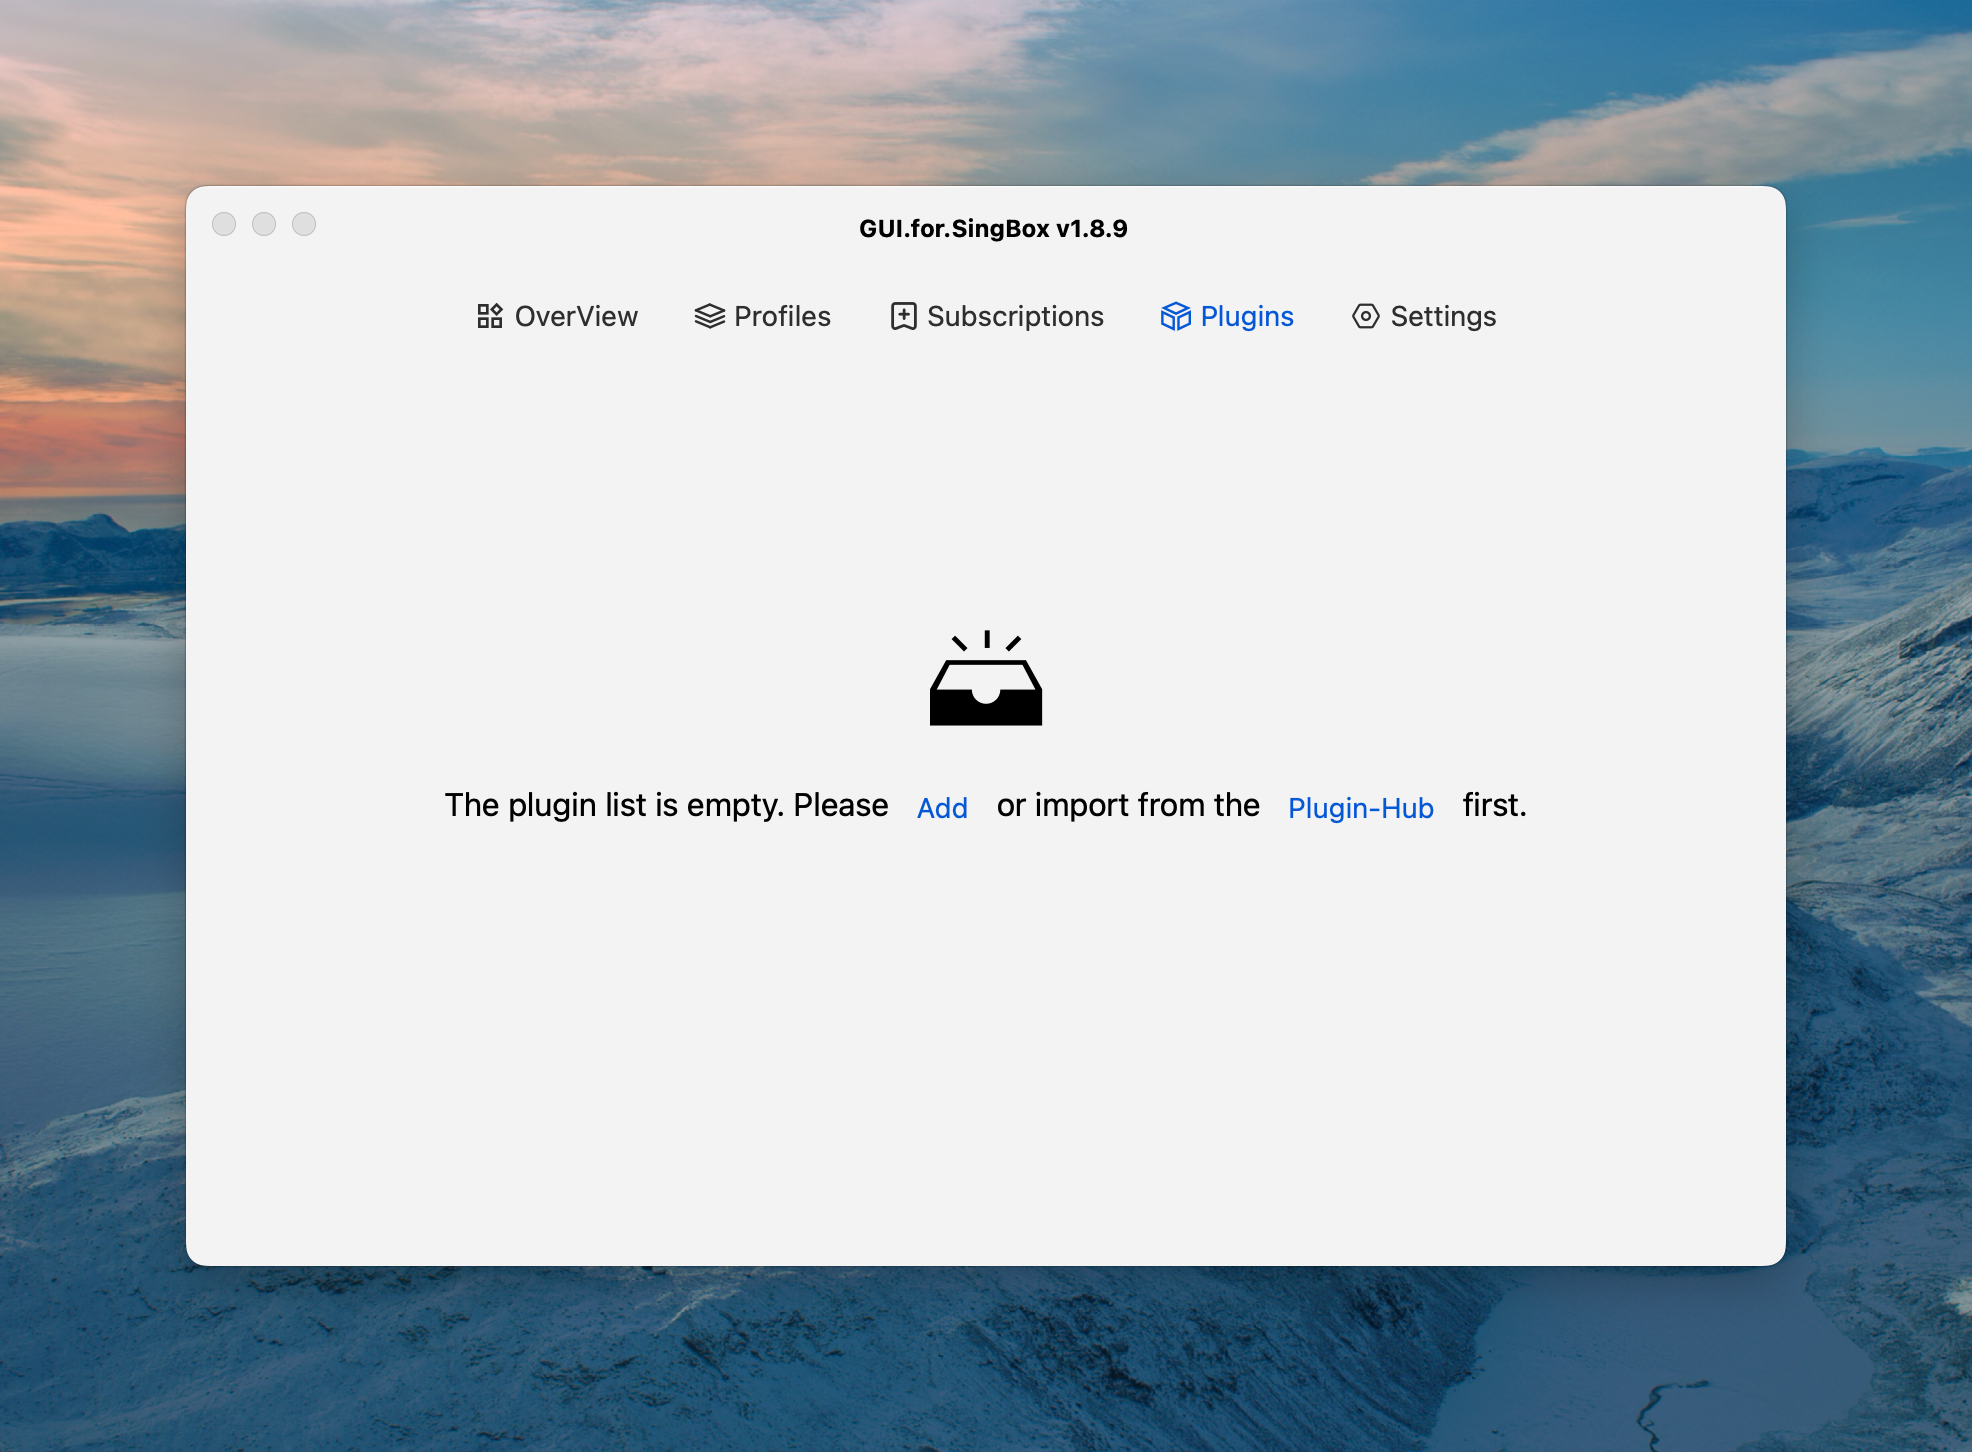 GUI.for.SingBox v1.8.9
OverView Profiles Subscriptions Plugins Settings
The plugin list is empty. Please Add or import from the Plugin-Hub first.